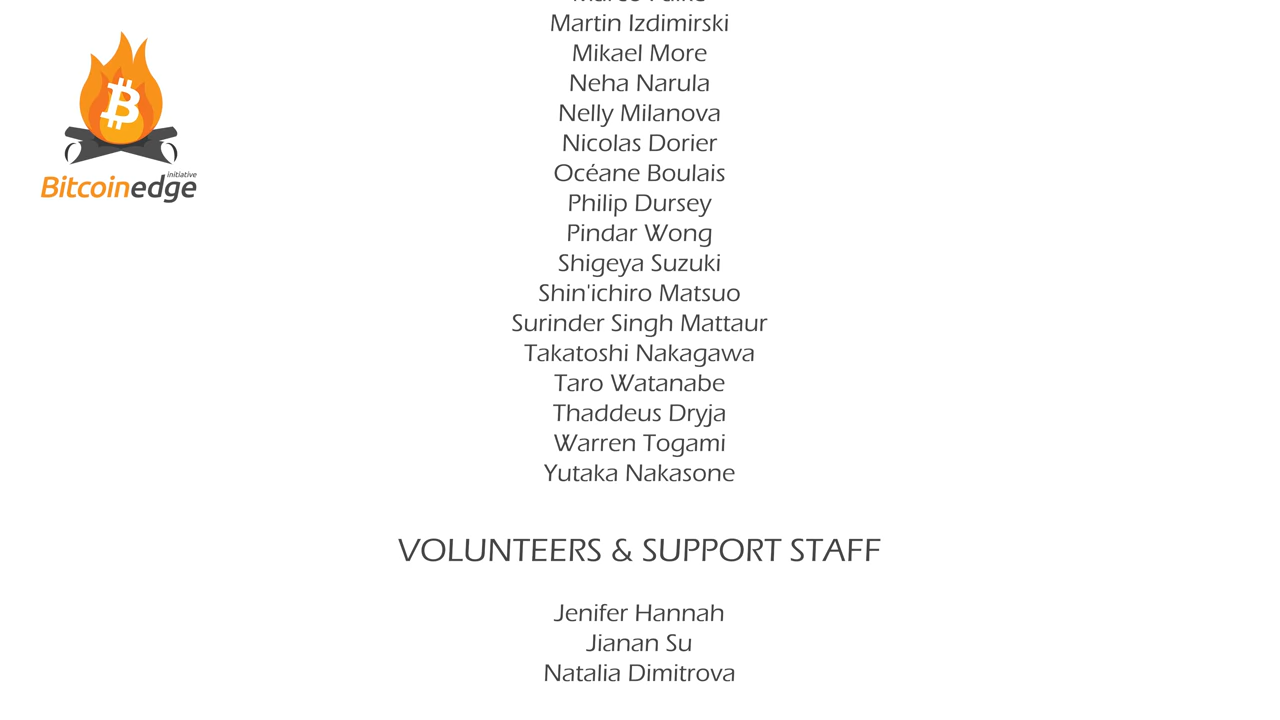 initiative
Bitcoinedge
Martin Izdimirski
Mikael More
Neha Narula
Nelly Milanova
Nicolas Dorier
Océane Boulais
Philip Dursey
Pindar Wong
Shigeya Suzuki
Shin'ichiro Matsuo
Surinder Singh Mattaur
Takatoshi Nakagawa
Taro Watanabe
Thaddeus Dryja
Warren Togami
Yutaka Nakasone
VOLUNTEERS & SUPPORT STAFF
Jenifer Hannah
Jianan Su
Natalia Dimitrova